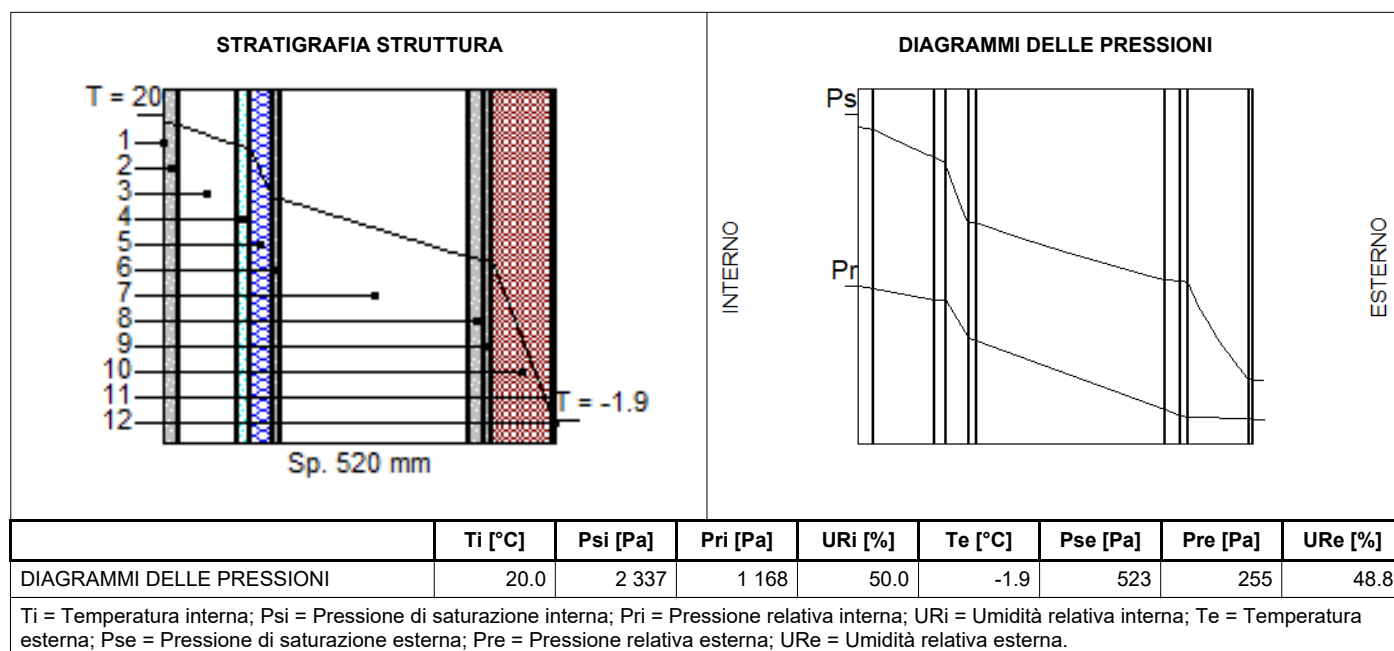 STRATIGRAFIA STRUTTURA
T = 20
1
2
3
4
5
6
7
8
9
10
11
12
T = -1.9
Sp. 520 mm
DIAGRAMMI DELLE PRESSIONI
Ps
Pr
INTERNO
ESTERNO
Ti [°C] Psi [Pa] Pri [Pa] URi [%] Te [°C] Pse [Pa] Pre [Pa] URe [%]
DIAGRAMMI DELLE PRESSIONI 20.0 2 337 1 168 50.0 -1.9 523 255 48.8
Ti = Temperatura interna; Psi = Pressione di saturazione interna; Pri = Pressione relativa interna; URi = Umidità relativa interna; Te = Temperatura
esterna; Pse = Pressione di saturazione esterna; Pre = Pressione relativa esterna; URe = Umidità relativa esterna.